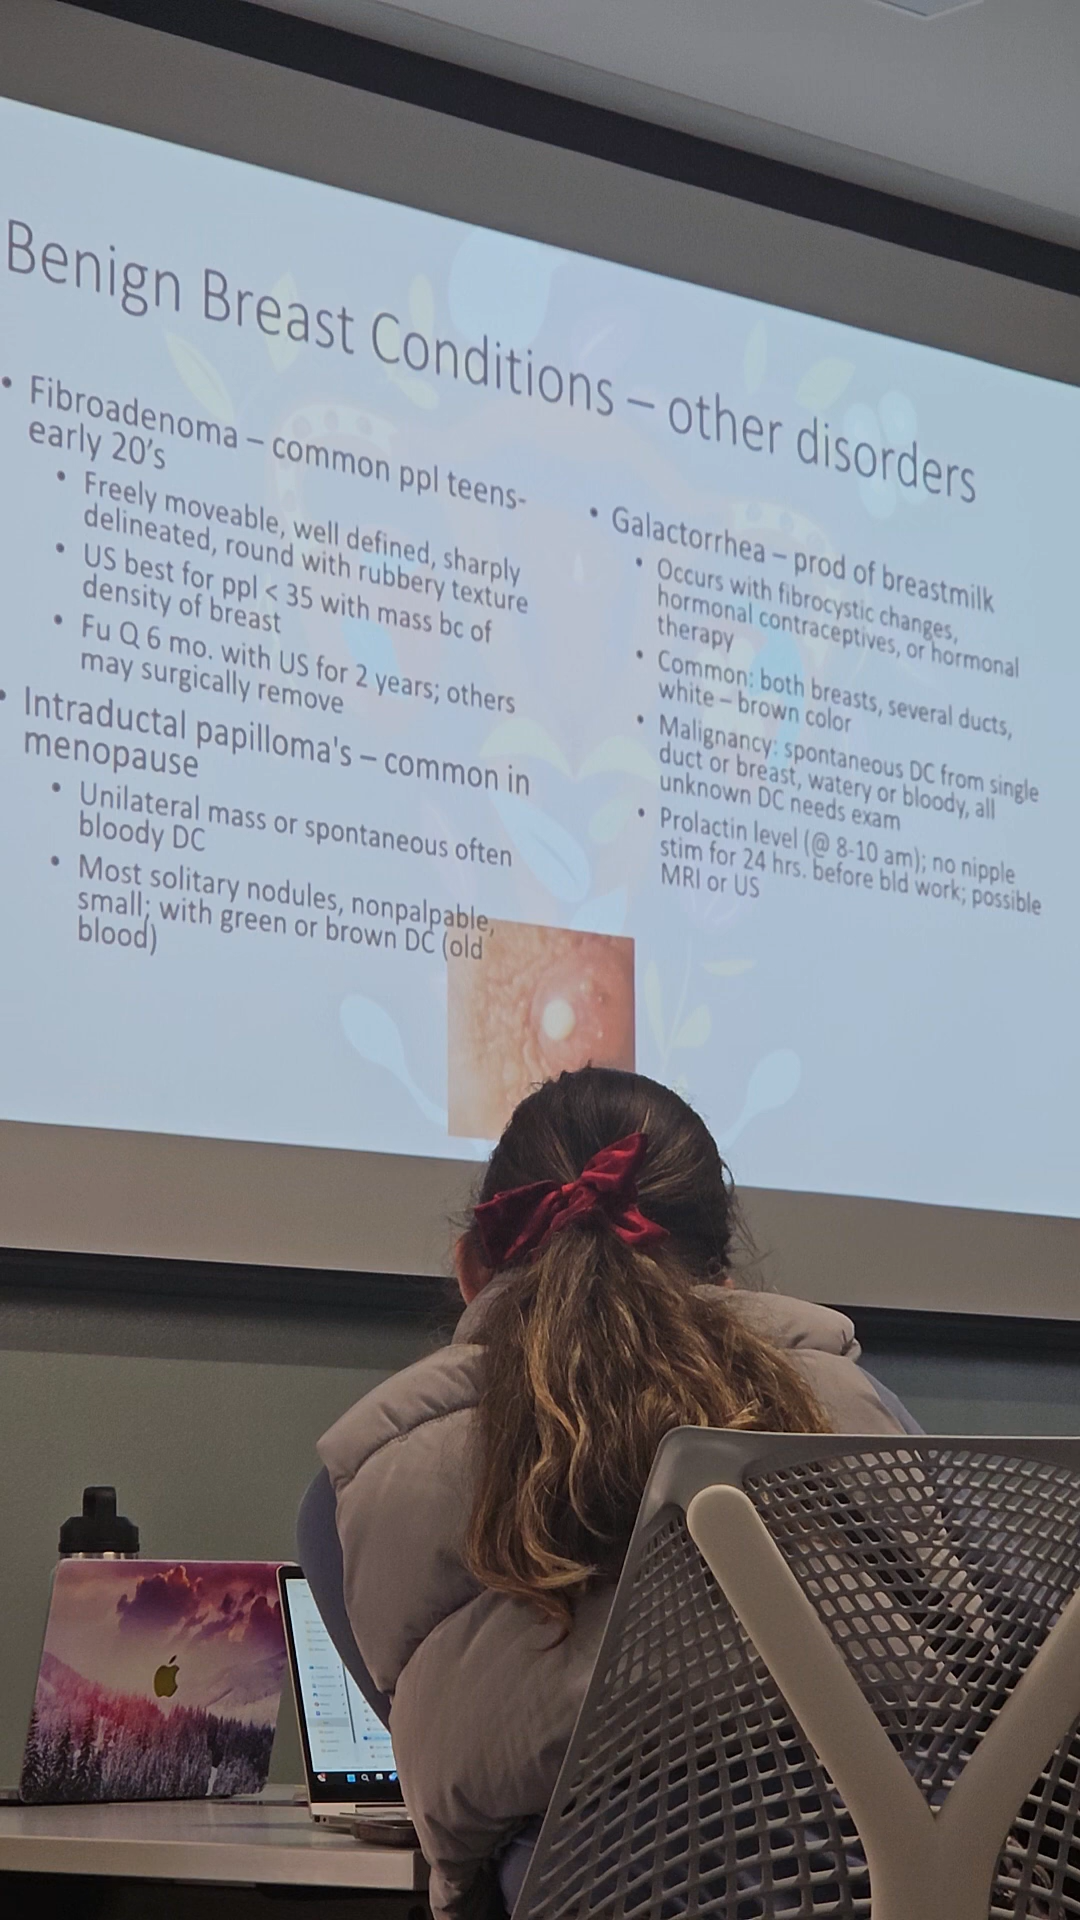 Benign Breast Conditions – other disorders
• Fibroadenoma – common ppl teens-
early 20's
• Freely moveable, well defined, sharply
delineated, round with rubbery texture
• US best for ppl < 35 with mass bc of
density of breast
• Fu Q 6 mo. with US for 2 years; others
may surgically remove
• Intraductal papilloma's – common in
menopause
• Unilateral mass or spontaneous often
bloody DC
• Most solitary nodules, nonpalpable,
small; with green or brown DC (old
blood)
• Galactorrhea – prod of breastmilk
• Occurs with fibrocystic changes,
hormonal contraceptives, or hormonal
therapy
• Common: both breasts, several ducts,
white – brown color
• Malignancy: spontaneous DC from single
duct or breast, watery or bloody, all
unknown DC needs exam
• Prolactin level (@ 8-10 am); no nipple
stim for 24 hrs. before bld work; possible
MRI or US